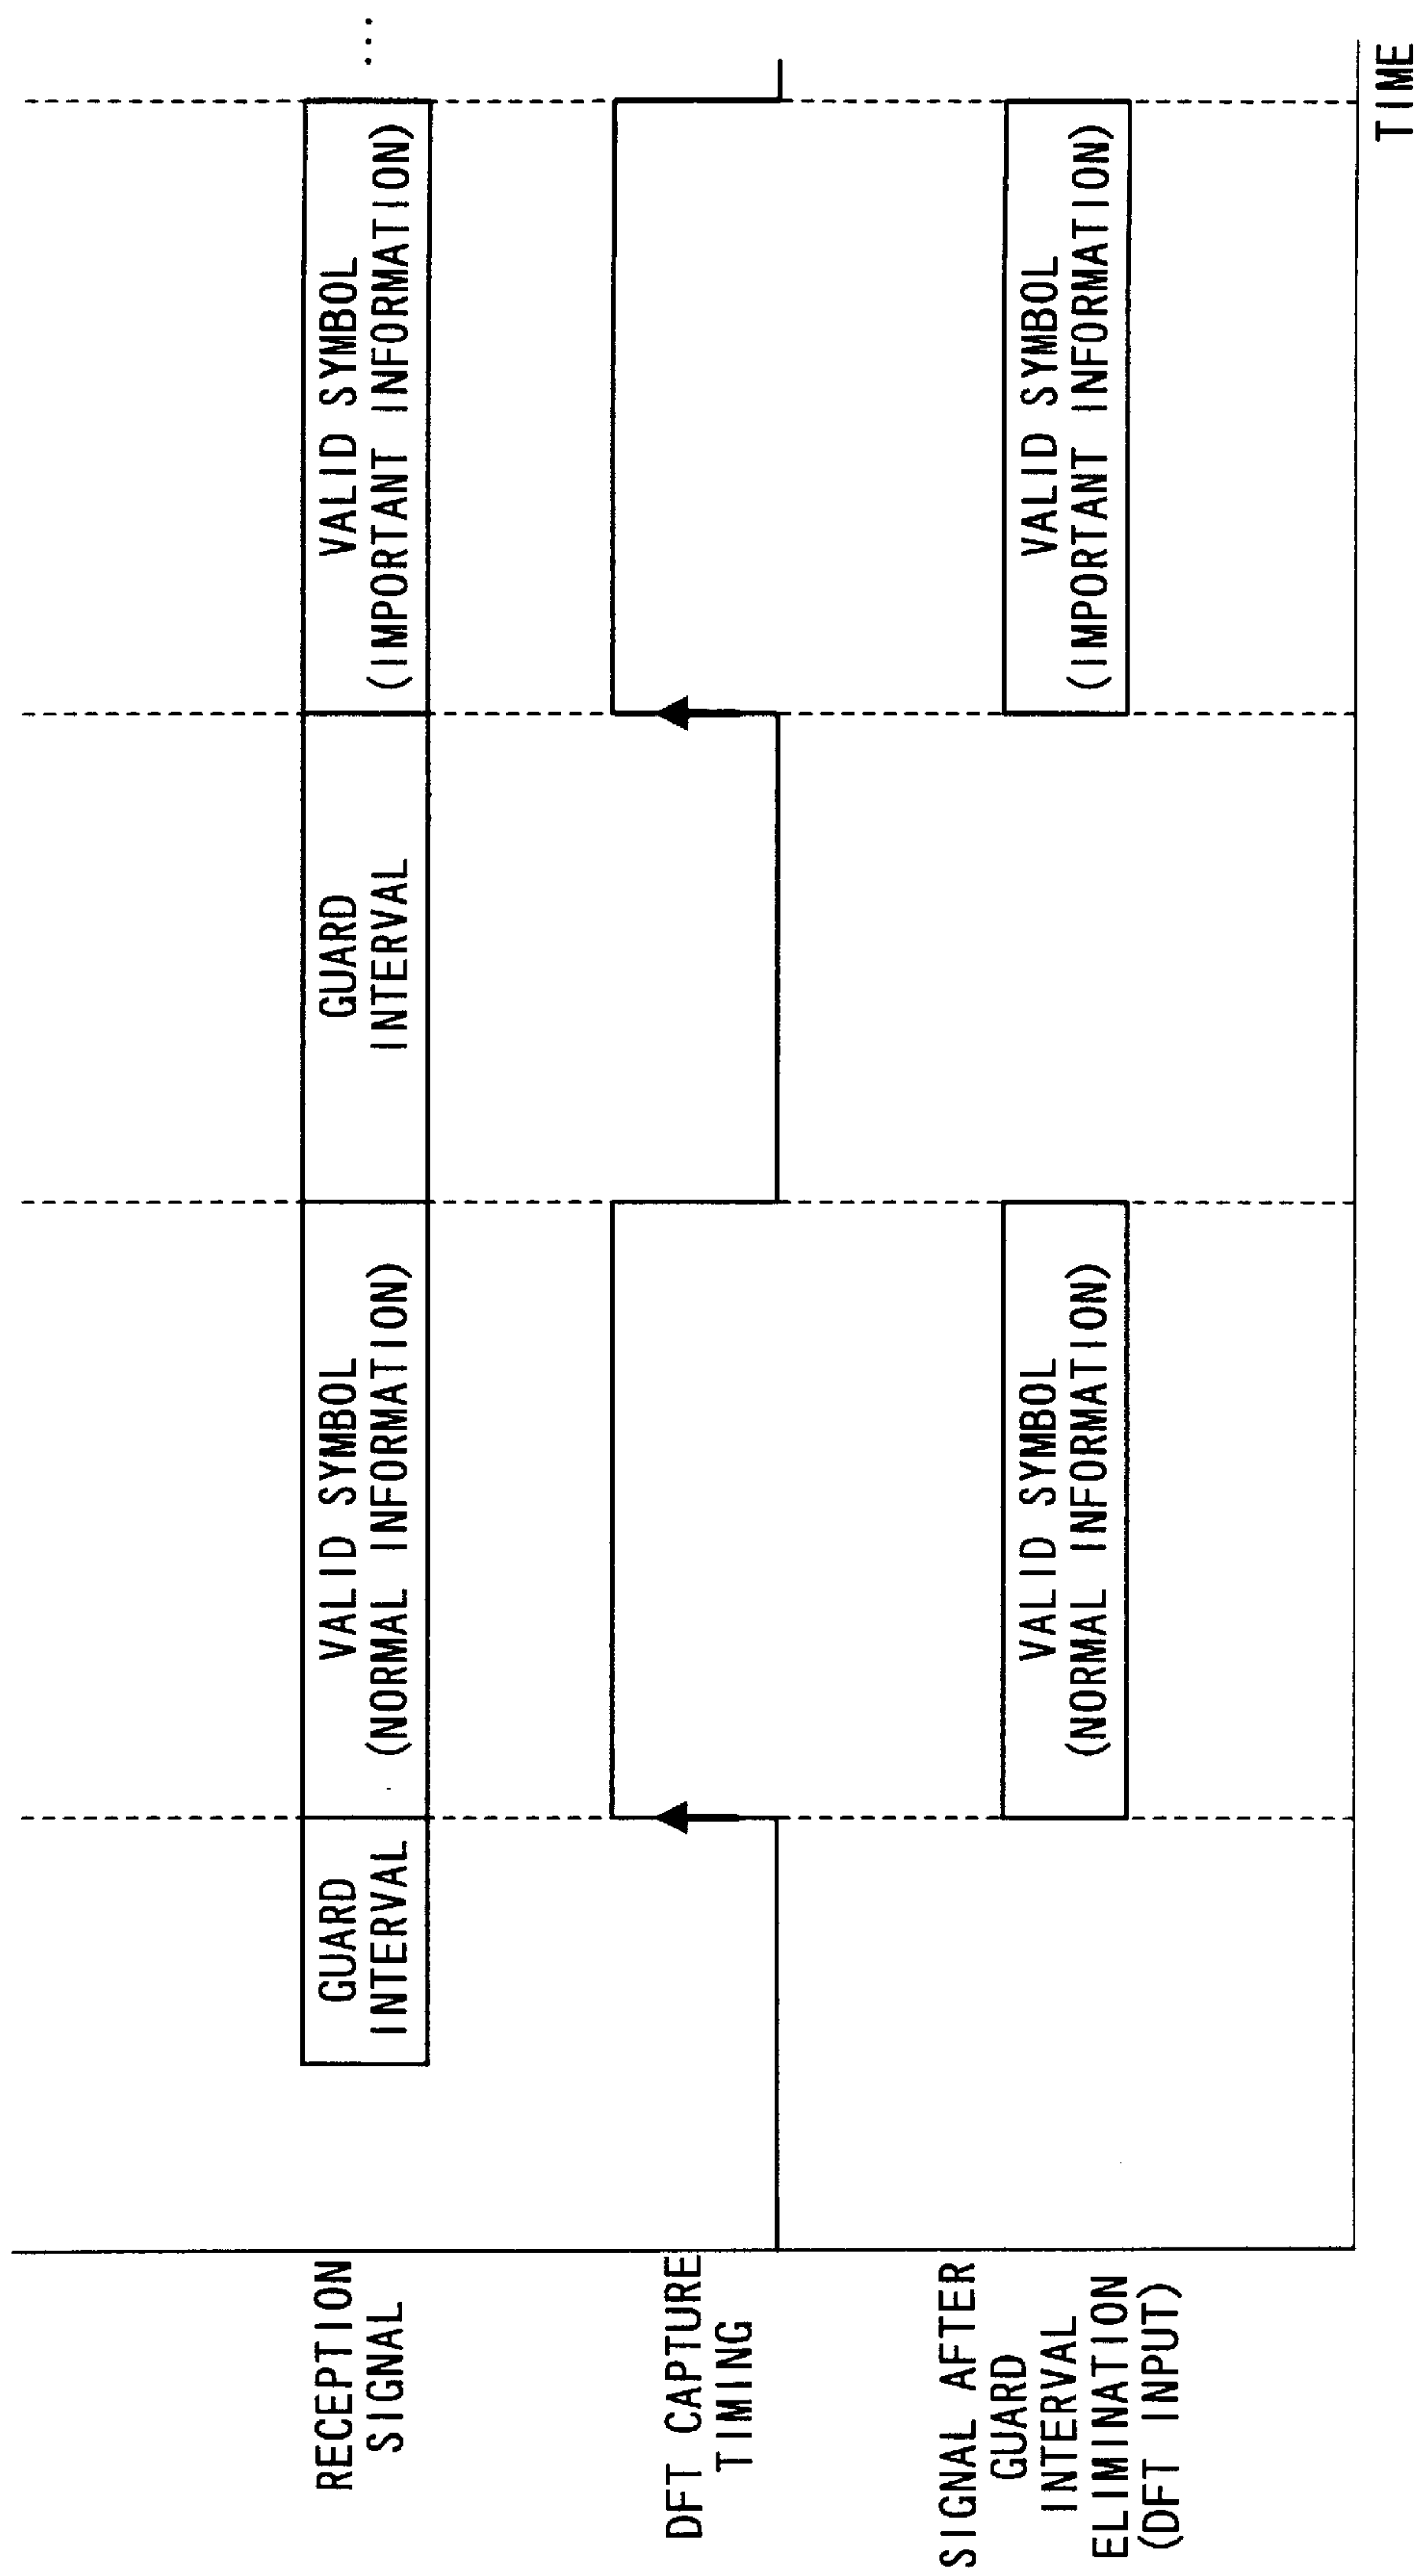 RECEPTION
SIGNAL
GUARD
INTERVAL
VALID SYMBOL
(NORMAL INFORMATION)
GUARD
INTERVAL
VALID SYMBOL
(IMPORTANT INFORMATION)
...
DFT CAPTURE
TIMING
SIGNAL AFTER
GUARD
INTERVAL
ELIMINATION
(DFT INPUT)
VALID SYMBOL
(NORMAL INFORMATION)
VALID SYMBOL
(IMPORTANT INFORMATION)
TIME